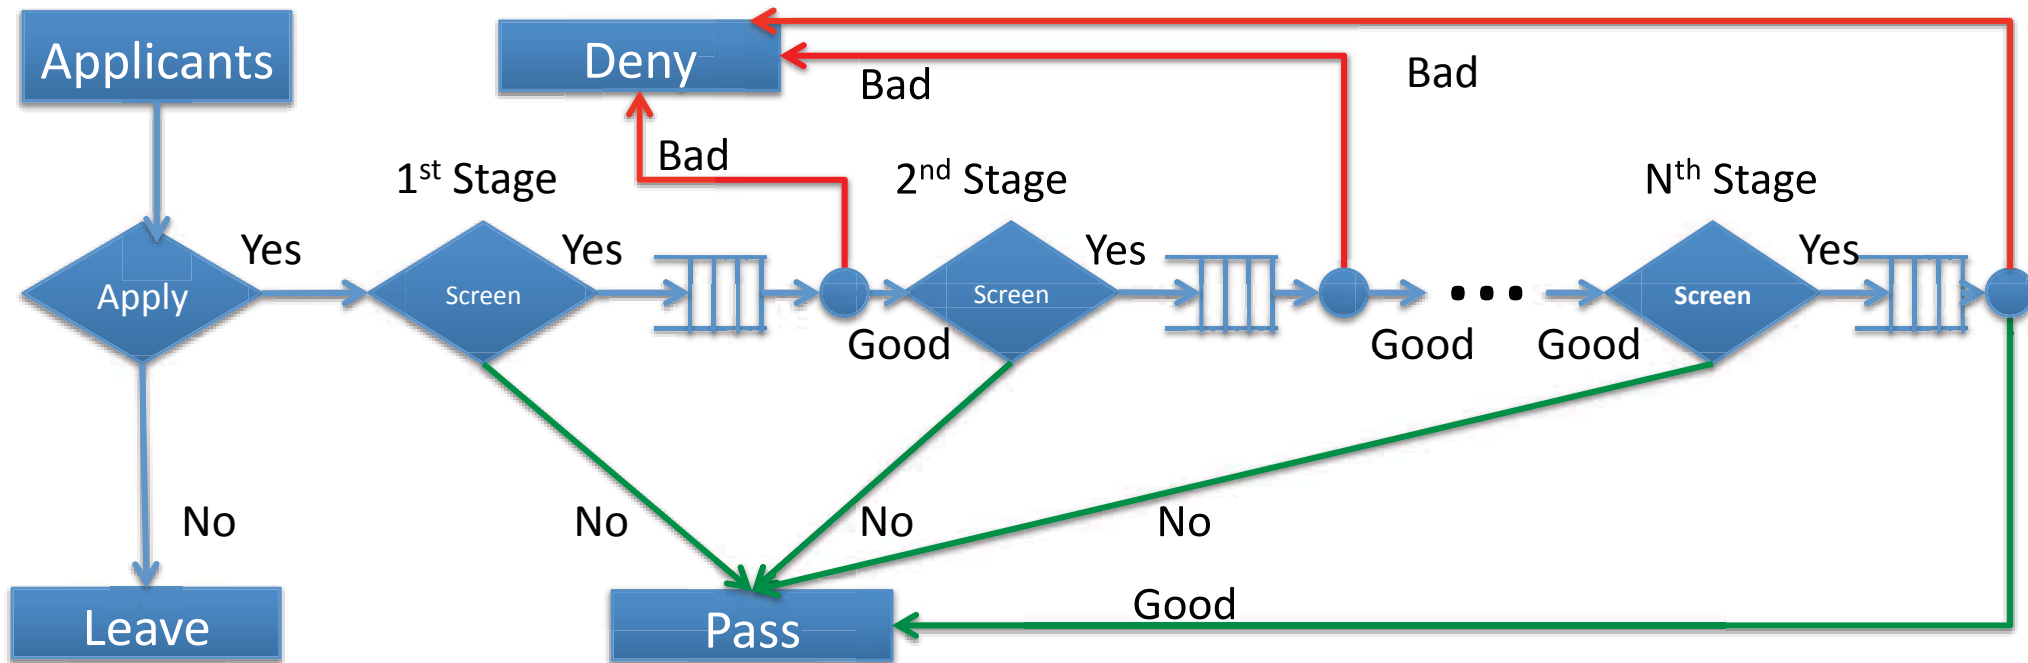 Applicants
Deny
Bad
Bad
Bad
1st Stage
2nd Stage
Nth Stage
Apply
Yes
Screen
Yes
Good
Screen
Yes
Good
...
Good
Screen
Yes
No
No
No
No
Leave
Pass
Good